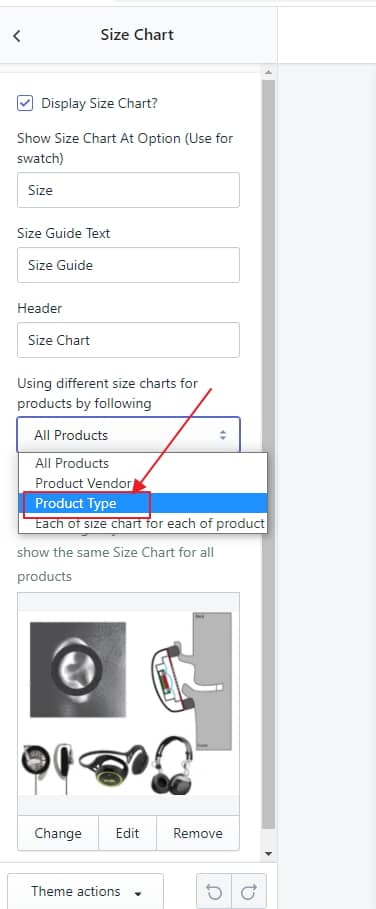 Size Chart
Display Size Chart?
Show Size Chart At Option (Use for
swatch)
Size
Size Guide Text
Size Guide
Header
Size Chart
Using different size charts for
products by following
All Products
All Products
Product Vendor
Product Type
Each of size chart for each of product
show the same Size Chart for all
products
Change
Edit
Remove
Theme actions